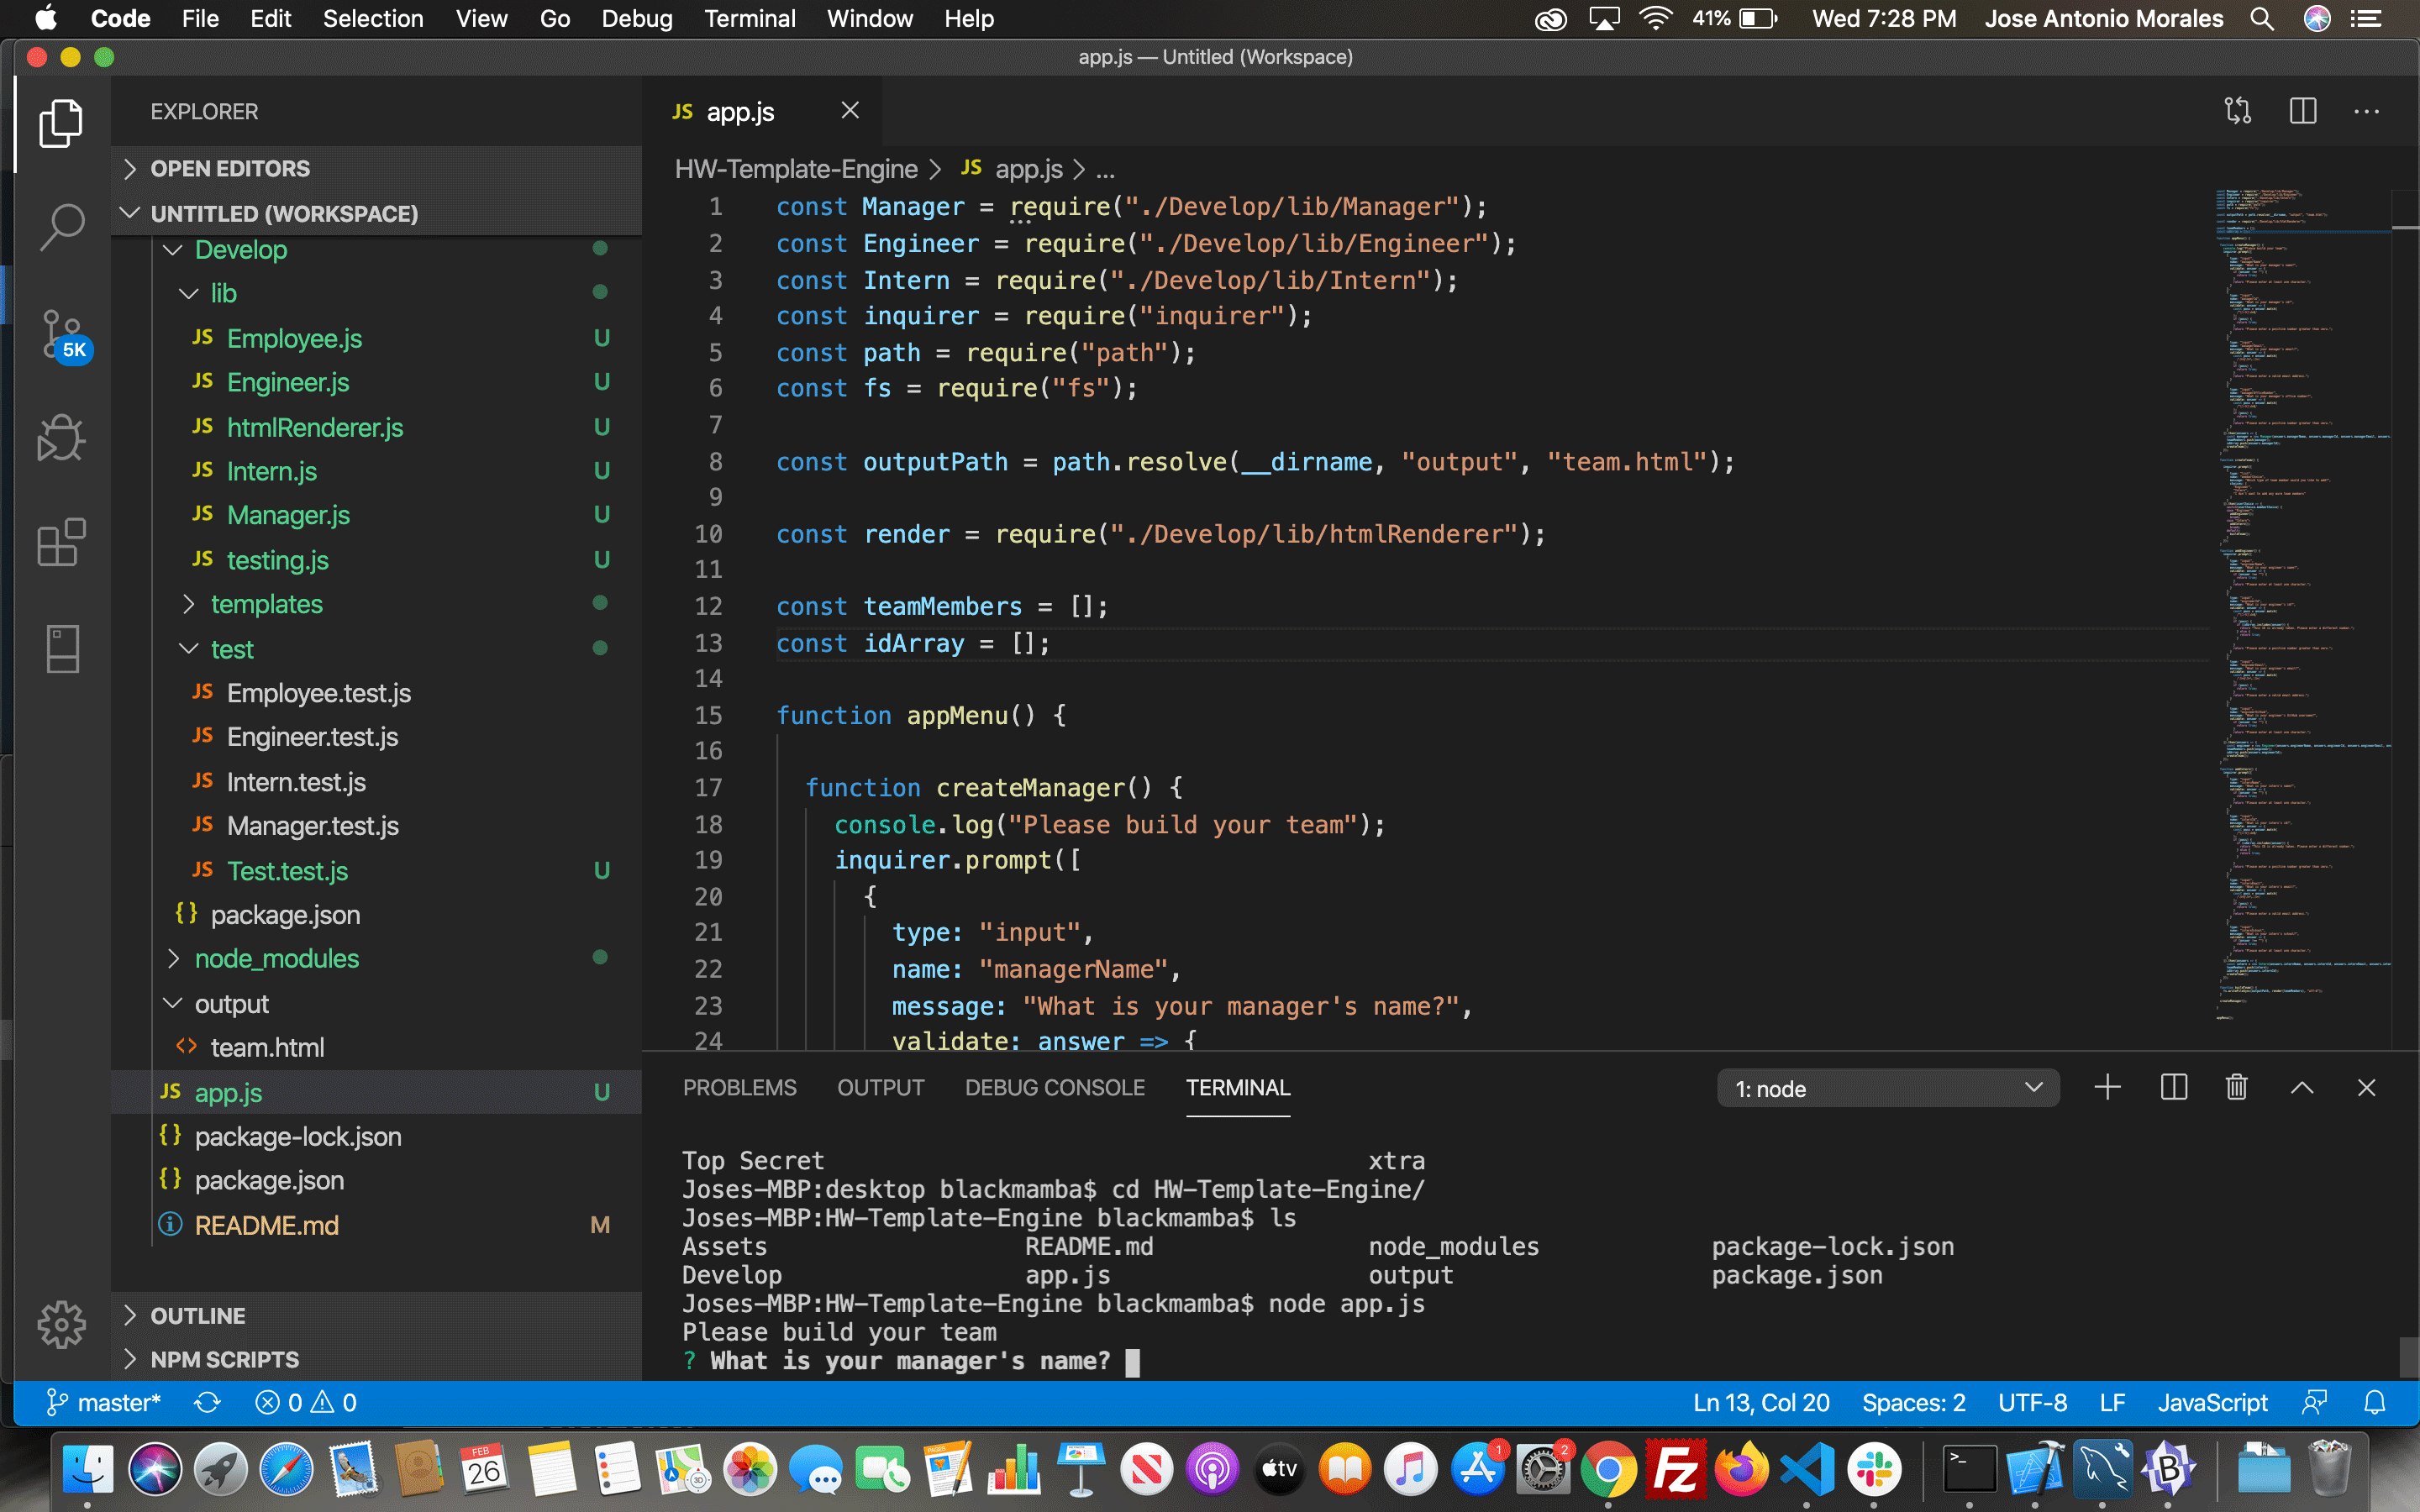 Code File Edit Selection View Go Debug Terminal Window Help 41% Wed 7:28 PM Jose Antonio Morales
app.js — Untitled (Workspace)
EXPLORER
OPEN EDITORS
UNTITLED (WORKSPACE)
Develop
lib
JS Employee.js U
JS Engineer.js U
JS htmlRenderer.js U
JS Intern.js U
JS Manager.js U
JS testing.js U
templates
test
JS Employee.test.js
JS Engineer.test.js
JS Intern.test.js
JS Manager.test.js
JS Test.test.js U
{} package.json
node_modules
output
<> team.html
JS app.js U
{} package-lock.json
{} package.json
README.md M
OUTLINE
NPM SCRIPTS
5K
JS app.js
HW-Template-Engine > JS app.js > ...
1 const Manager = require("./Develop/lib/Manager");
2 const Engineer = require("./Develop/lib/Engineer");
3 const Intern = require("./Develop/lib/Intern");
4 const inquirer = require("inquirer");
5 const path = require("path");
6 const fs = require("fs");
7
8 const outputPath = path.resolve(__dirname, "output", "team.html");
9
10 const render = require("./Develop/lib/htmlRenderer");
11
12 const teamMembers = [];
13 const idArray = [];
14
15 function appMenu() {
16
17 function createManager() {
18 console.log("Please build your team");
19 inquirer.prompt([
20 {
21 type: "input",
22 name: "managerName",
23 message: "What is your manager's name?",
24 validate: answer => {
PROBLEMS OUTPUT DEBUG CONSOLE TERMINAL 1: node
Top Secret xtra
Joses-MBP:desktop blackmamba$ cd HW-Template-Engine/
Joses-MBP:HW-Template-Engine blackmamba$ ls
Assets README.md node_modules package-lock.json
Develop app.js output package.json
Joses-MBP:HW-Template-Engine blackmamba$ node app.js
Please build your team
? What is your manager's name?
master* 0 0 Ln 13, Col 20 Spaces: 2 UTF-8 LF JavaScript
FEB
26
PAGES
3D
tv
1
2
Fz
>_
B